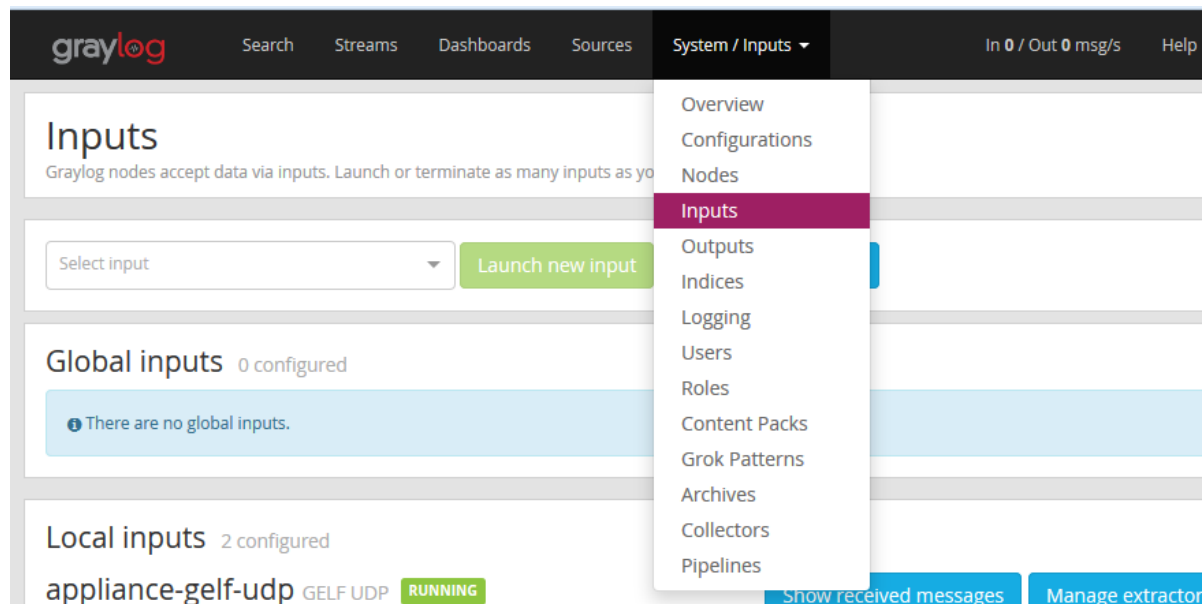 graylog Search Streams Dashboards Sources System / Inputs In 0 / Out 0 msg/s Help
Overview
Configurations
Nodes
Inputs
Outputs
Indices
Logging
Users
Roles
Content Packs
Grok Patterns
Archives
Collectors
Pipelines
Inputs
Graylog nodes accept data via inputs. Launch or terminate as many inputs as yo
Select input Launch new input
Global inputs 0 configured
There are no global inputs.
Local inputs 2 configured
appliance-gelf-udp GELF UDP RUNNING Show received messages Manage extractor